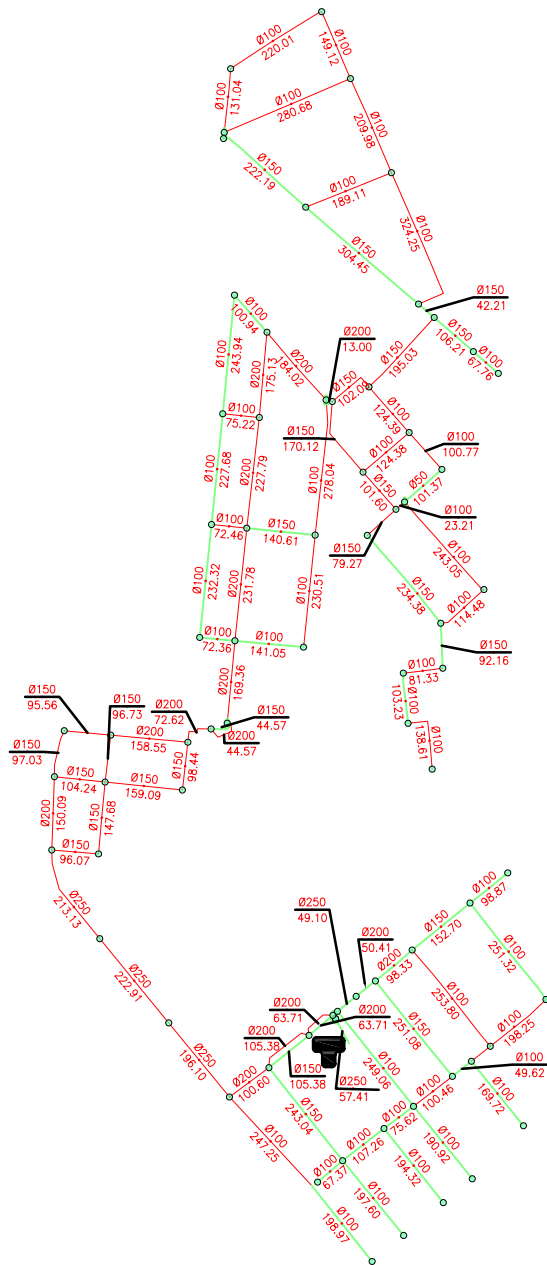 Ø100
149.12
Ø100
220.01
Ø100
131.04
Ø100
280.68
Ø100
209.98
Ø150
222.19
Ø100
189.11
Ø100
324.25
Ø150
304.45
Ø150
42.21
Ø150
106.21
Ø100
67.76
Ø100
100.94
Ø100
243.94
Ø200
175.13
Ø200
184.02
Ø200
13.00
Ø150
102.00
Ø150
195.03
Ø100
124.39
Ø100
75.22
Ø150
170.12
Ø100
124.38
Ø100
100.77
Ø100
227.68
Ø200
227.79
Ø100
278.04
Ø150
101.60
Ø50
101.37
Ø100
23.21
Ø100
72.46
Ø150
140.61
Ø150
79.27
Ø100
243.05
Ø100
232.32
Ø200
231.78
Ø100
230.51
Ø150
234.38
Ø100
114.48
Ø100
72.36
Ø100
141.05
Ø150
92.16
Ø100
81.33
Ø200
169.36
Ø100
103.23
Ø100
138.61
Ø150
95.56
Ø150
96.73
Ø200
72.62
Ø150
44.57
Ø200
44.57
Ø150
97.03
Ø200
158.55
Ø150
98.44
Ø150
104.24
Ø150
159.09
Ø200
150.09
Ø150
147.68
Ø150
96.07
Ø250
213.13
Ø250
222.91
Ø250
196.10
Ø250
49.10
Ø200
50.41
Ø200
98.33
Ø150
152.70
Ø100
98.87
Ø100
251.32
Ø100
253.80
Ø100
198.25
Ø200
63.71
Ø200
63.71
Ø150
251.08
Ø200
105.38
Ø150
105.38
Ø250
57.41
Ø100
249.06
Ø100
49.62
Ø200
100.60
Ø150
243.04
Ø100
100.46
Ø100
169.72
Ø100
75.62
Ø100
190.92
Ø100
107.26
Ø100
194.32
Ø100
247.25
Ø100
67.37
Ø100
197.60
Ø100
198.97